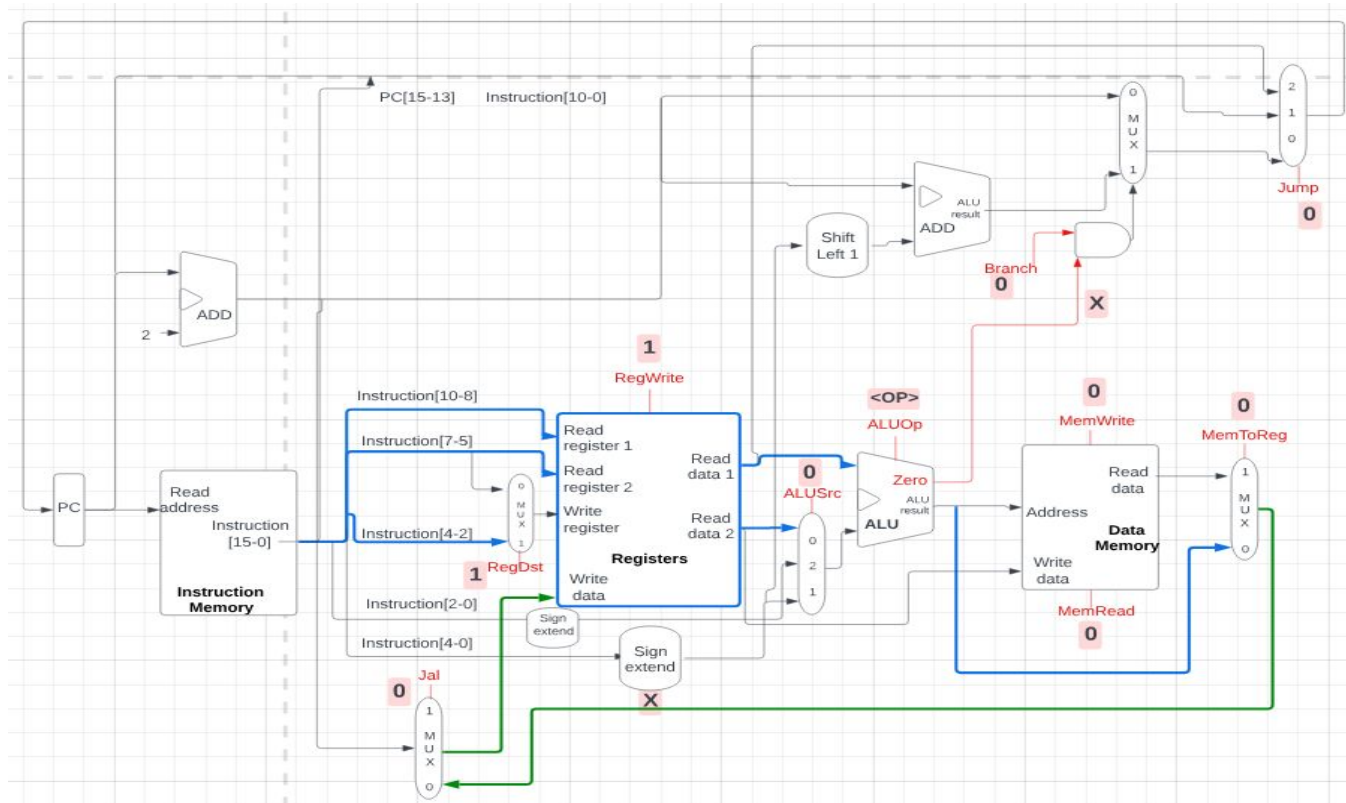 PC[15-13] Instruction[10-0]
0
M
U
X
1
2
1
0
Jump
0
ALU
result
ADD
Shift
Left 1
Branch
0
X
ADD
2
1
RegWrite
Instruction[10-8]
Instruction[7-5]
Instruction[4-2]
Instruction[2-0]
Instruction[4-0]
0
M
U
X
1
1
RegDst
Read
register 1
Read
register 2
Write
register
Write
data
Read
data 1
Read
data 2
Registers
<OP>
ALUOp
Zero
ALU
result
ALU
0
ALUSrc
0
2
1
0
MemWrite
Read
data
Address
Data
Memory
Write
data
MemRead
0
0
MemToReg
1
M
U
X
0
PC
Read
address
Instruction
[15-0]
Instruction
Memory
Sign
extend
Sign
extend
X
0
Jal
1
M
U
X
0